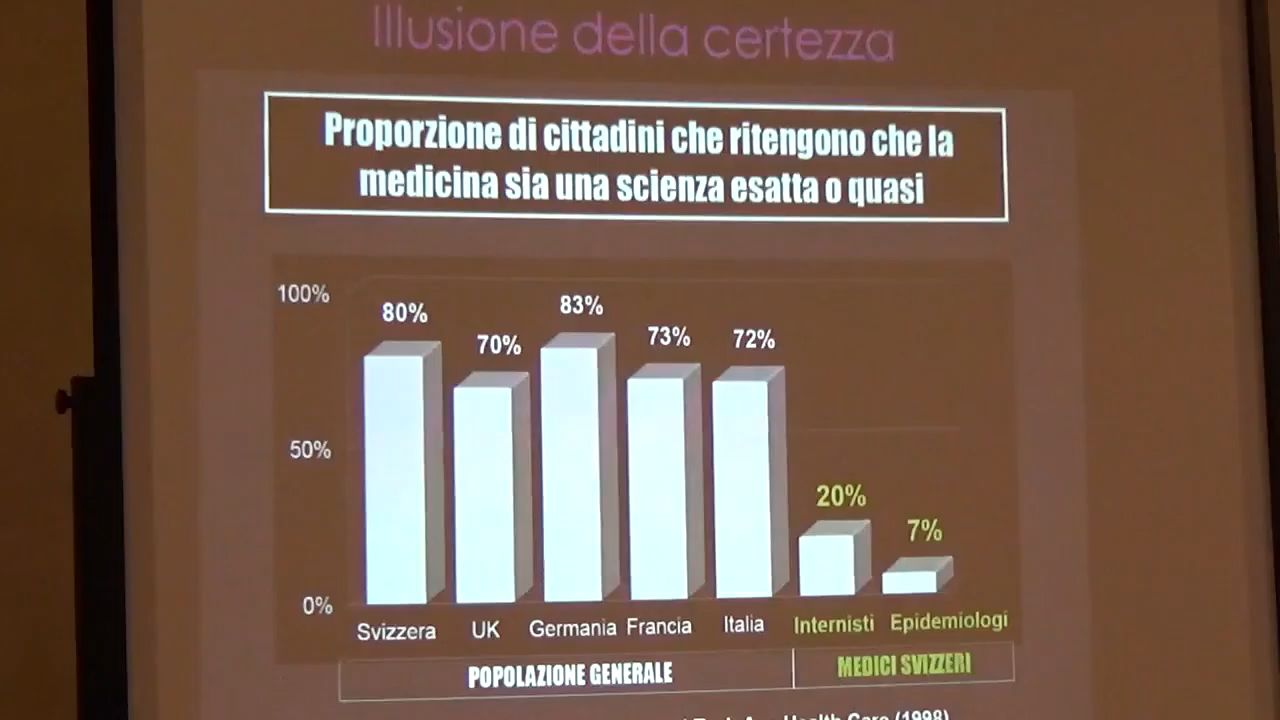 Illusione della certezza
Proporzione di cittadini che ritengono che la
medicina sia una scienza esatta o quasi
100%
50%
0%
80%
70%
83%
73%
72%
20%
7%
Svizzera
UK
Germania
Francia
Italia
Internisti
Epidemiologi
POPOLAZIONE GENERALE
MEDICI SVIZZERI
Health Care (1998)